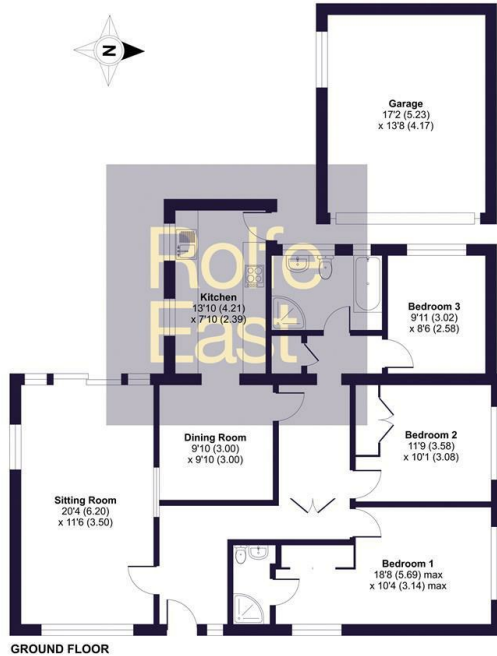 N
Garage
17'2 (5.23)
x 13'8 (4.17)
Rolfe
East
Kitchen
13'10 (4.21)
x 7'10 (2.39)
Bedroom 3
9'11 (3.02)
x 8'6 (2.58)
Dining Room
9'10 (3.00)
x 9'10 (3.00)
Bedroom 2
11'9 (3.58)
x 10'1 (3.08)
Sitting Room
20'4 (6.20)
x 11'6 (3.50)
Bedroom 1
18'8 (5.69) max
x 10'4 (3.14) max
GROUND FLOOR